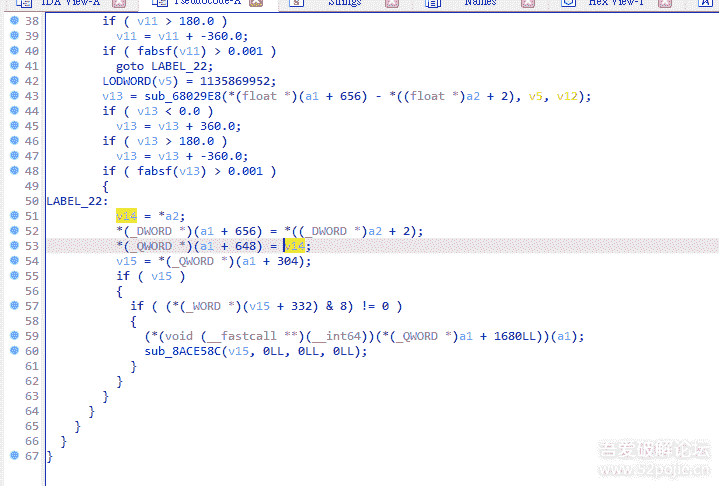 IDA View-A Pseudocode-A Strings Names Hex View-1
38 if ( v11 > 180.0 )
39 v11 = v11 + -360.0;
40 if ( fabsf(v11) > 0.001 )
41 goto LABEL_22;
42 LODWORD(v5) = 1135869952;
43 v13 = sub_68029E8(*(float *)(a1 + 656) - *((float *)a2 + 2), v5, v12);
44 if ( v13 < 0.0 )
45 v13 = v13 + 360.0;
46 if ( v13 > 180.0 )
47 v13 = v13 + -360.0;
48 if ( fabsf(v13) > 0.001 )
49 {
50 LABEL_22:
51 v14 = *a2;
52 *(_DWORD *)(a1 + 656) = *((_DWORD *)a2 + 2);
53 *(_QWORD *)(a1 + 648) = v14;
54 v15 = *(_QWORD *)(a1 + 304);
55 if ( v15 )
56 {
57 if ( (*(_WORD *)(v15 + 332) & 8) != 0 )
58 {
59 (*(void (__fastcall **)(__int64))(*(_QWORD *)a1 + 1680LL))(a1);
60 sub_8ACE58C(v15, 0LL, 0LL, 0LL);
61 }
62 }
63 }
64 }
65 }
66 }
67 }
吾爱破解论坛
www.52pojie.cn